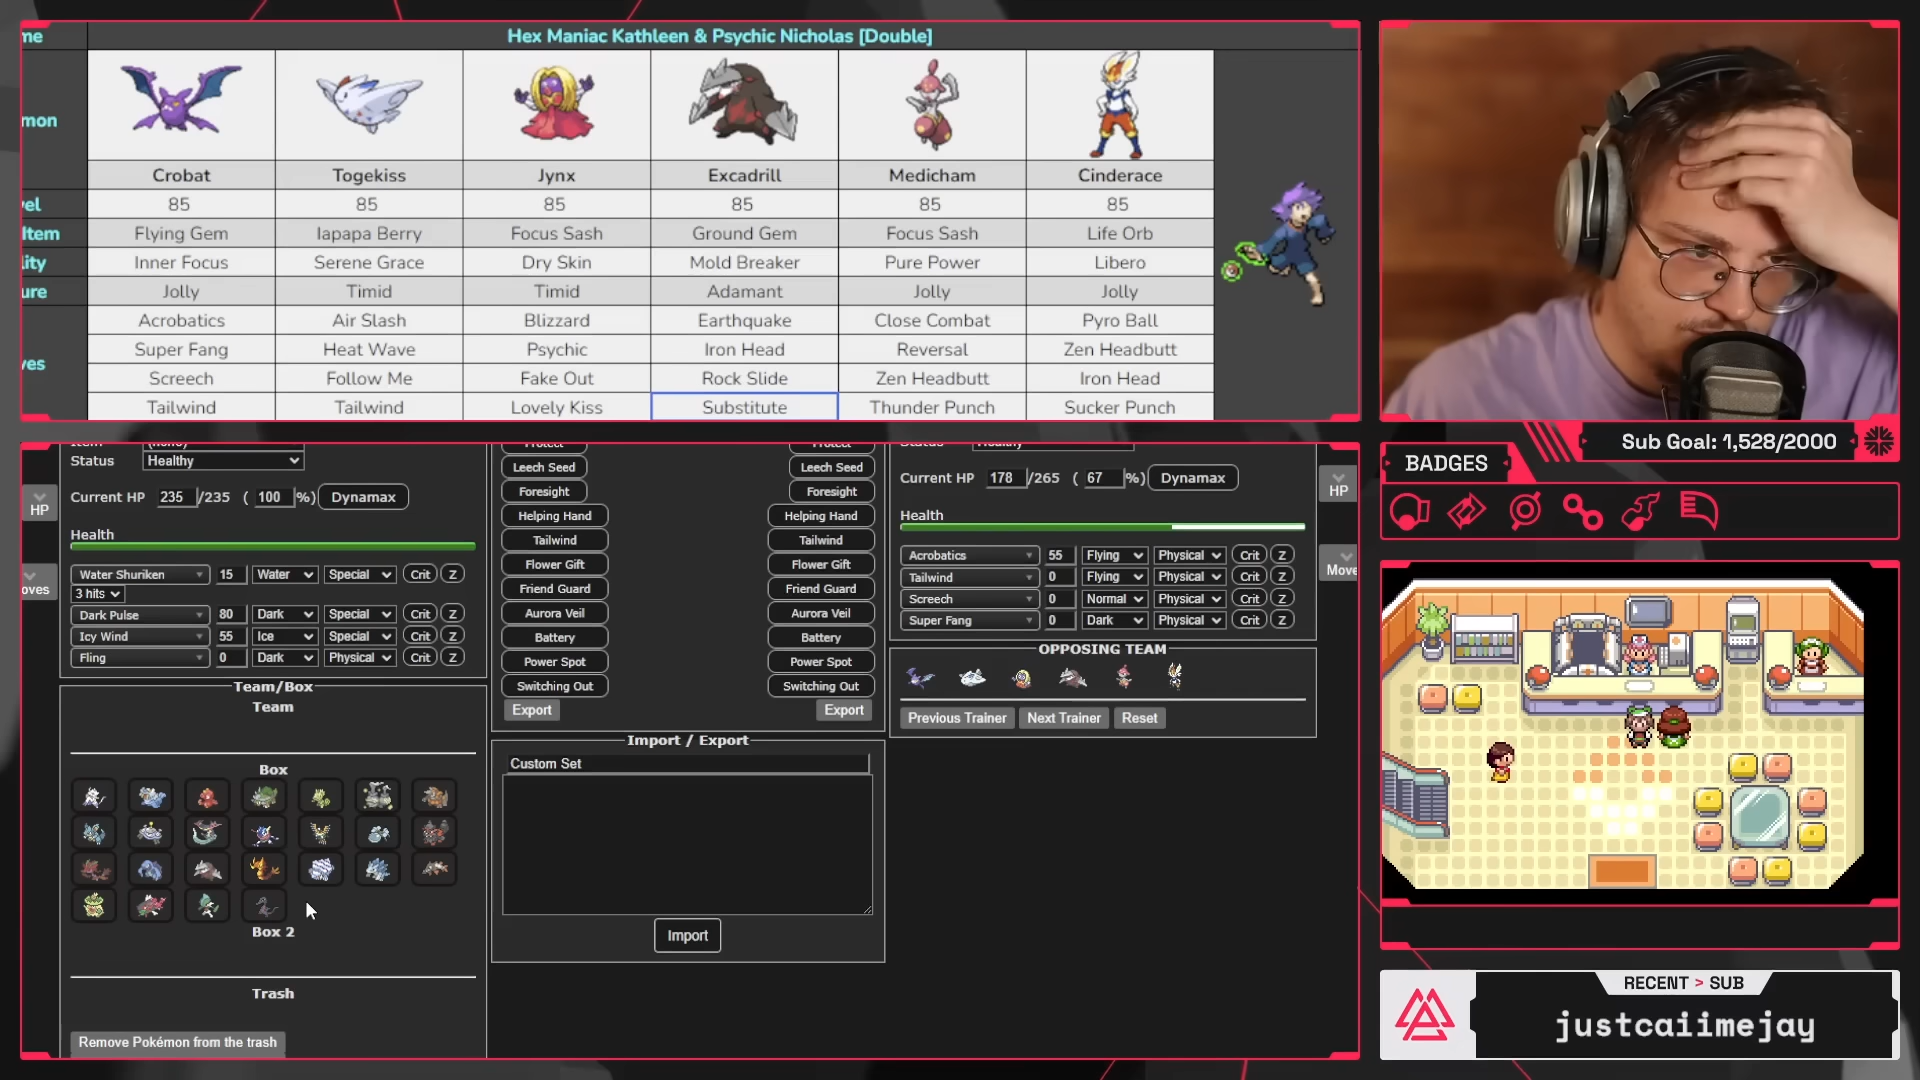 me
Hex Maniac Kathleen & Psychic Nicholas [Double]
mon
Crobat Togekiss Jynx Excadrill Medicham Cinderace
vel 85 85 85 85 85 85
Item Flying Gem Iapapa Berry Focus Sash Ground Gem Focus Sash Life Orb
lity Inner Focus Serene Grace Dry Skin Mold Breaker Pure Power Libero
ure Jolly Timid Timid Adamant Jolly Jolly
Acrobatics Air Slash Blizzard Earthquake Close Combat Pyro Ball
ves Super Fang Heat Wave Psychic Iron Head Reversal Zen Headbutt
Screech Follow Me Fake Out Rock Slide Zen Headbutt Iron Head
Tailwind Tailwind Lovely Kiss Substitute Thunder Punch Sucker Punch
Status Healthy
Current HP 235 /235 ( 100 %) Dynamax
HP
Health
oves
Water Shuriken 15 Water Special Crit Z
3 hits
Dark Pulse 80 Dark Special Crit Z
Icy Wind 55 Ice Special Crit Z
Fling 0 Dark Physical Crit Z
Team/Box
Team
Box
Box 2
Trash
Remove Pokémon from the trash
Protect Protect
Leech Seed Leech Seed
Foresight Foresight
Helping Hand Helping Hand
Tailwind Tailwind
Flower Gift Flower Gift
Friend Guard Friend Guard
Aurora Veil Aurora Veil
Battery Battery
Power Spot Power Spot
Switching Out Switching Out
Export Export
Import / Export
Custom Set
Import
Status Healthy
Current HP 178 /265 ( 67 %) Dynamax
HP
Health
Move
Acrobatics 55 Flying Physical Crit Z
Tailwind 0 Flying Physical Crit Z
Screech 0 Normal Physical Crit Z
Super Fang 0 Dark Physical Crit Z
OPPOSING TEAM
Previous Trainer Next Trainer Reset
Sub Goal: 1,528/2000
BADGES
RECENT > SUB
justcaiimejay